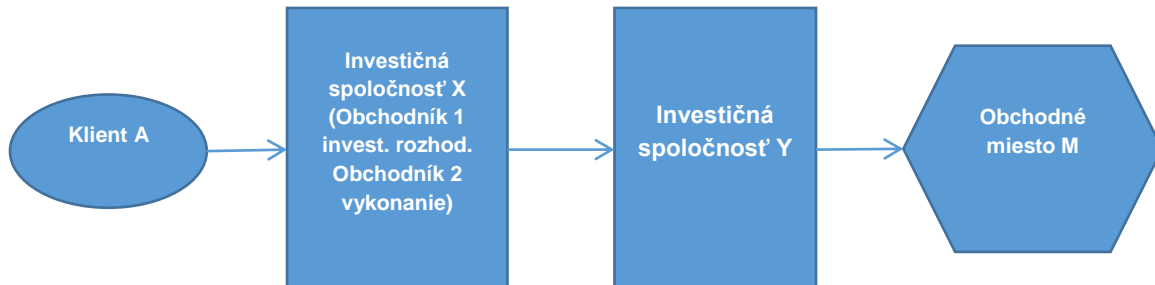 Klient A
Investičná
spoločnosť X
(Obchodník 1
invest. rozhod.
Obchodník 2
vykonanie)
Investičná
spoločnosť Y
Obchodné
miesto M